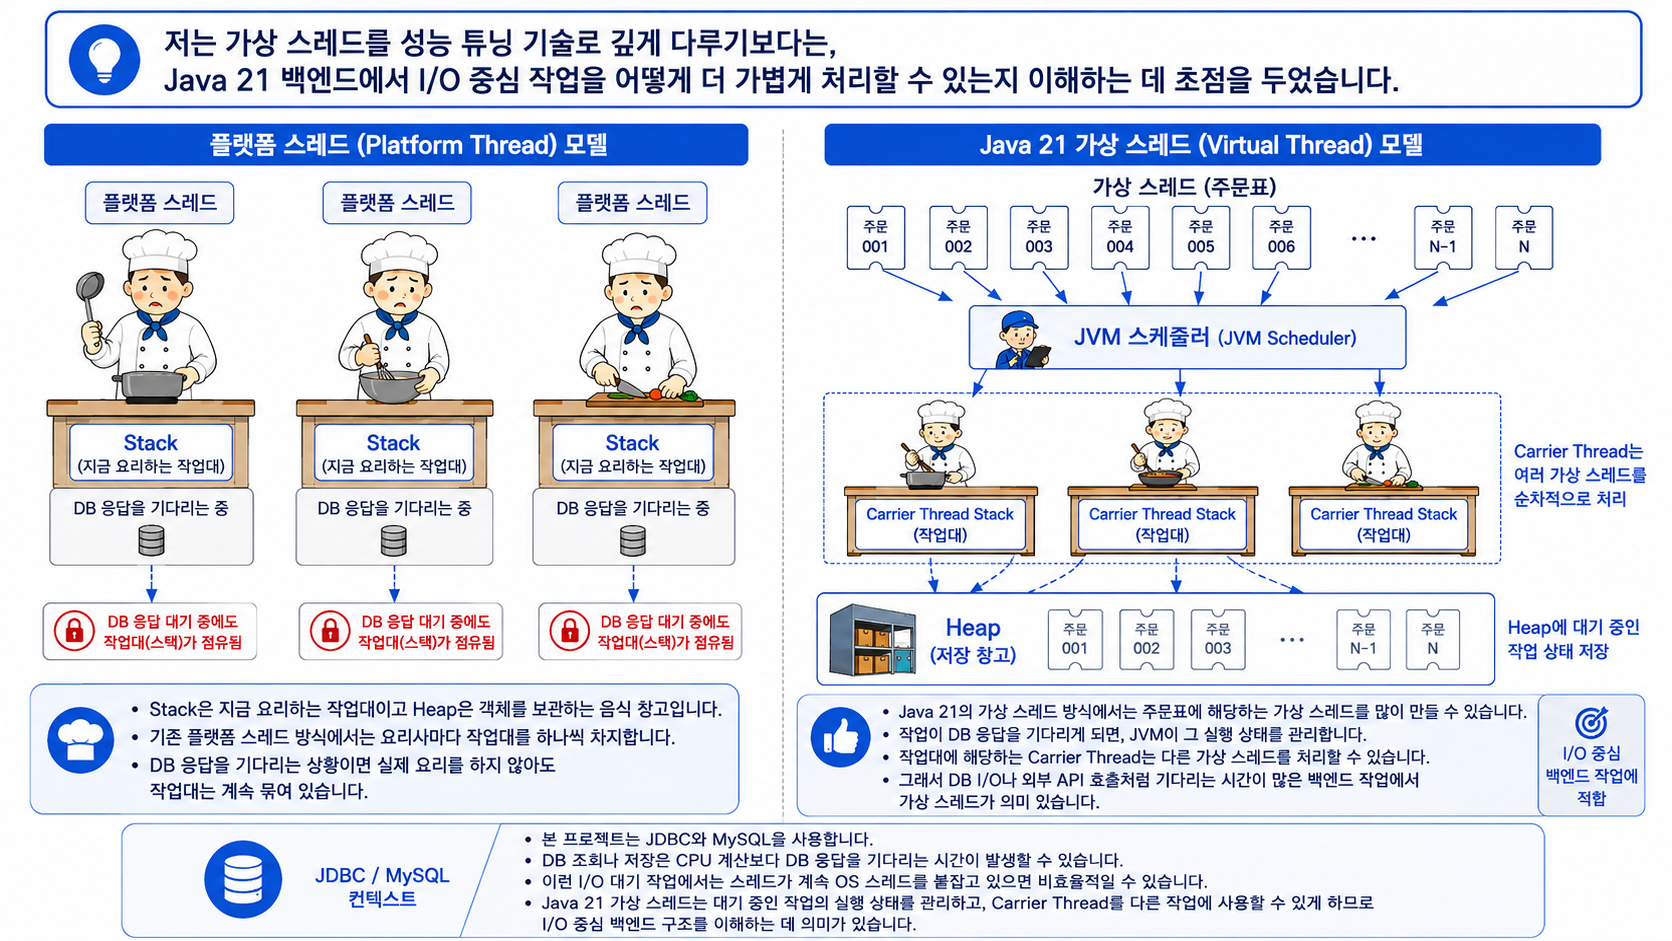 저는 가상 스레드를 성능 튜닝 기술로 깊게 다루기보다는,
Java 21 백엔드에서 I/O 중심 작업을 어떻게 더 가볍게 처리할 수 있는지 이해하는 데 초점을 두었습니다.
플랫폼 스레드 (Platform Thread) 모델
플랫폼 스레드
플랫폼 스레드
플랫폼 스레드
Stack
(지금 요리하는 작업대)
Stack
(지금 요리하는 작업대)
Stack
(지금 요리하는 작업대)
DB 응답을 기다리는 중
DB 응답을 기다리는 중
DB 응답을 기다리는 중
DB 응답 대기 중에도
작업대(스택)가 점유됨
DB 응답 대기 중에도
작업대(스택)가 점유됨
DB 응답 대기 중에도
작업대(스택)가 점유됨
• Stack은 지금 요리하는 작업대이고 Heap은 객체를 보관하는 음식 창고입니다.
• 기존 플랫폼 스레드 방식에서는 요리사마다 작업대를 하나씩 차지합니다.
• DB 응답을 기다리는 상황이면 실제 요리를 하지 않아도
작업대는 계속 묶여 있습니다.
Java 21 가상 스레드 (Virtual Thread) 모델
가상 스레드 (주문표)
주문
001
주문
002
주문
003
주문
004
주문
005
주문
006
...
주문
N-1
주문
N
JVM 스케줄러 (JVM Scheduler)
Carrier Thread Stack
(작업대)
Carrier Thread Stack
(작업대)
Carrier Thread Stack
(작업대)
Carrier Thread는
여러 가상 스레드를
순차적으로 처리
Heap
(저장 창고)
주문
001
주문
002
주문
003
...
주문
N-1
주문
N
Heap에 대기 중인
작업 상태 저장
• Java 21의 가상 스레드 방식에서는 주문표에 해당하는 가상 스레드를 많이 만들 수 있습니다.
• 작업이 DB 응답을 기다리게 되면, JVM이 그 실행 상태를 관리합니다.
• 작업대에 해당하는 Carrier Thread는 다른 가상 스레드를 처리할 수 있습니다.
• 그래서 DB I/O나 외부 API 호출처럼 기다리는 시간이 많은 백엔드 작업에서
가상 스레드가 의미 있습니다.
I/O 중심
백엔드 작업에
적합
JDBC / MySQL
컨텍스트
• 본 프로젝트는 JDBC와 MySQL을 사용합니다.
• DB 조회나 저장은 CPU 계산보다 DB 응답을 기다리는 시간이 발생할 수 있습니다.
• 이런 I/O 대기 작업에서는 스레드가 계속 OS 스레드를 붙잡고 있으면 비효율적일 수 있습니다.
• Java 21 가상 스레드는 대기 중인 작업의 실행 상태를 관리하고, Carrier Thread를 다른 작업에 사용할 수 있게 하므로
I/O 중심 백엔드 구조를 이해하는 데 의미가 있습니다.